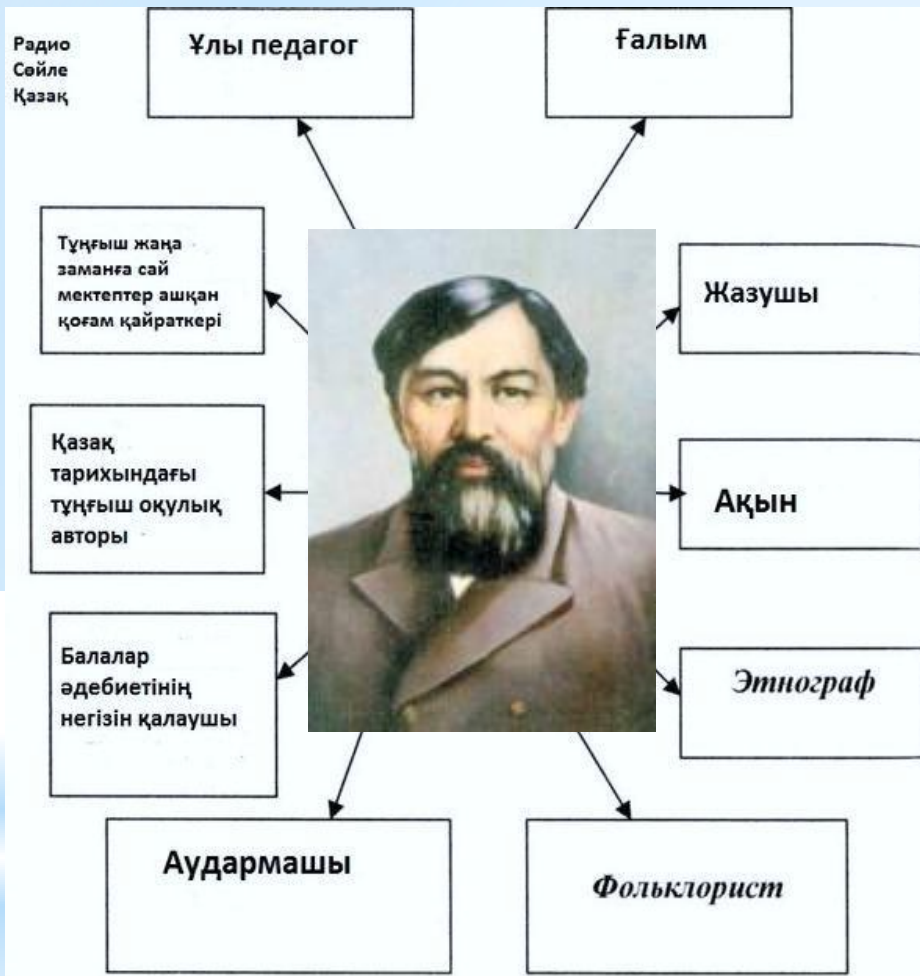 Радио
Сөйле
Қазақ
Ұлы педагог
Ғалым
Тұңғыш жаңа
заманға сай
мектептер ашқан
қоғам қайраткері
Жазушы
Қазақ
тарихындағы
тұңғыш оқулық
авторы
Ақын
Балалар
әдебиетінің
негізін қалаушы
Этнограф
Аудармашы
Фольклорист